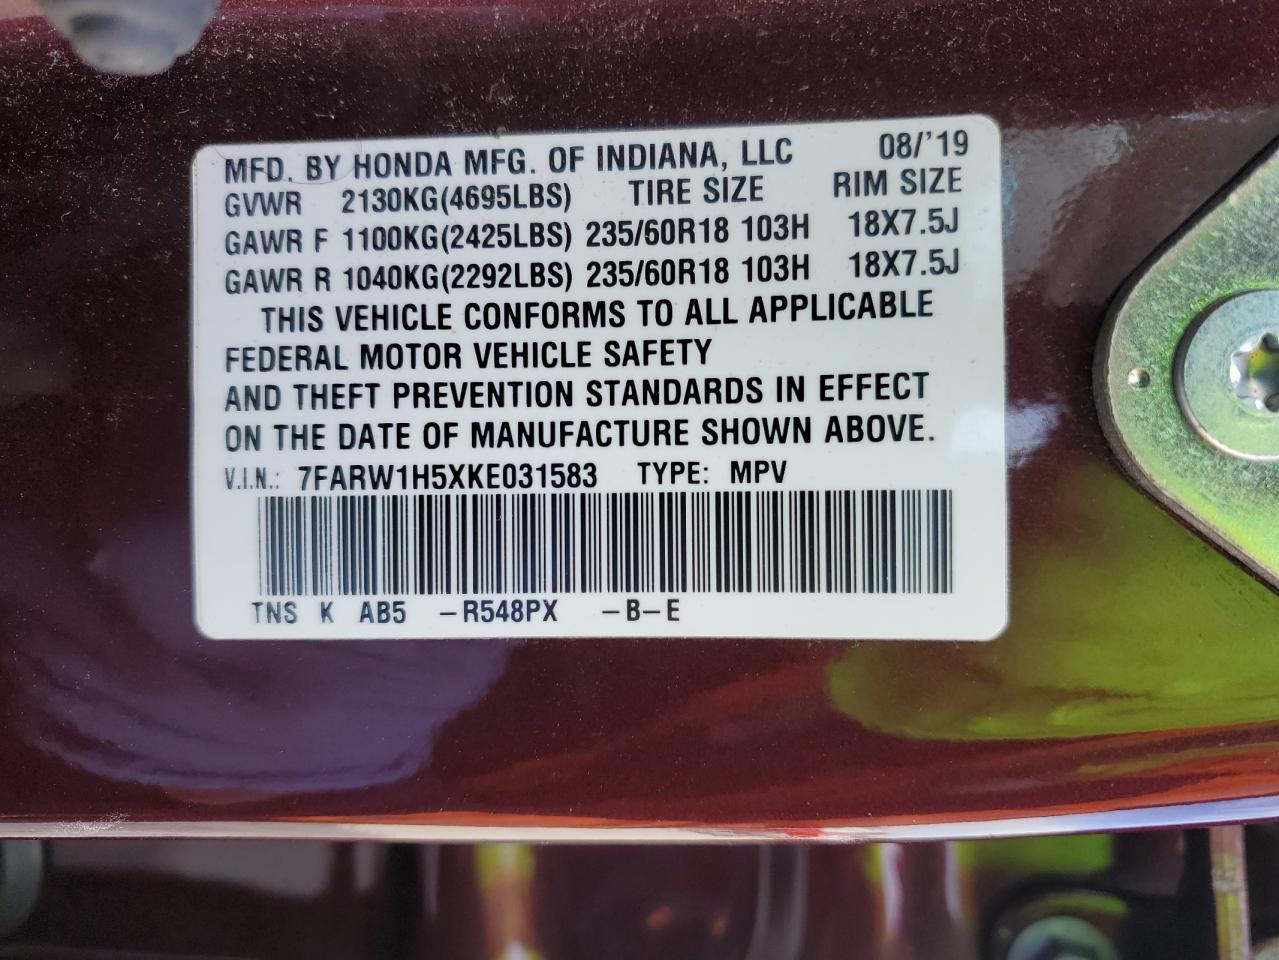 MFD. BY HONDA MFG. OF INDIANA, LLC 08/'19
GVWR 2130KG(4695LBS) TIRE SIZE RIM SIZE
GAWR F 1100KG(2425LBS) 235/60R18 103H 18X7.5J
GAWR R 1040KG(2292LBS) 235/60R18 103H 18X7.5J
THIS VEHICLE CONFORMS TO ALL APPLICABLE
FEDERAL MOTOR VEHICLE SAFETY
AND THEFT PREVENTION STANDARDS IN EFFECT
ON THE DATE OF MANUFACTURE SHOWN ABOVE.
V.I.N.: 7FARW1H5XKE031583 TYPE: MPV
TNS K AB5 -R548PX -B-E